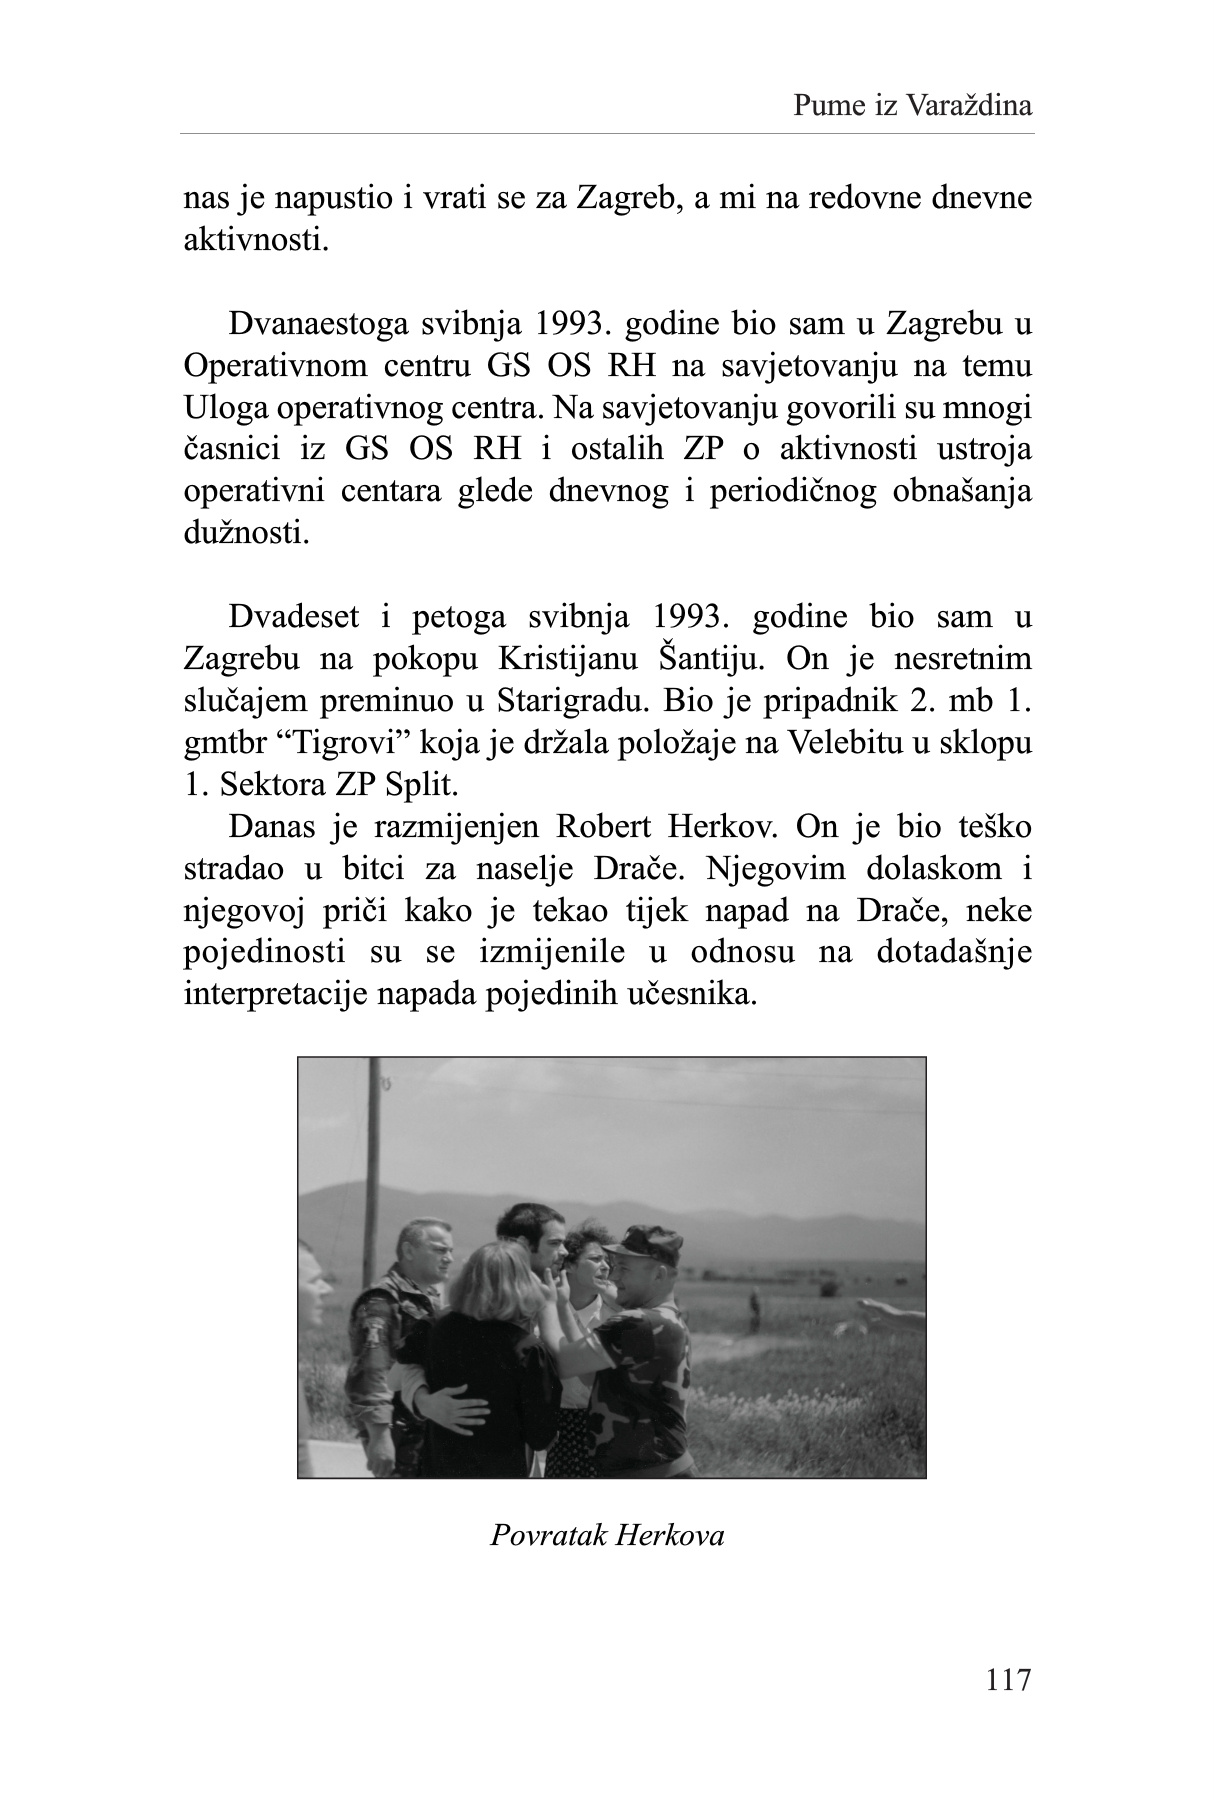 Pume iz Varaždina
nas je napustio i vrati se za Zagreb, a mi na redovne dnevne
aktivnosti.
Dvanaestoga svibnja 1993. godine bio sam u Zagrebu u
Operativnom centru GS OS RH na savjetovanju na temu
Uloga operativnog centra. Na savjetovanju govorili su mnogi
časnici iz GS OS RH i ostalih ZP o aktivnosti ustroja
operativni centara glede dnevnog i periodičnog obnašanja
dužnosti.
Dvadeset i petoga svibnja 1993. godine bio sam u
Zagrebu na pokopu Kristijanu Šantiju. On je nesretnim
slučajem preminuo u Starigradu. Bio je pripadnik 2. mb 1.
gmtbr “Tigrovi” koja je držala položaje na Velebitu u sklopu
1. Sektora ZP Split.
Danas je razmijenjen Robert Herkov. On je bio teško
stradao u bitci za naselje Drače. Njegovim dolaskom i
njegovoj priči kako je tekao tijek napad na Drače, neke
pojedinosti su se izmijenile u odnosu na dotadašnje
interpretacije napada pojedinih učesnika.
Povratak Herkova
117